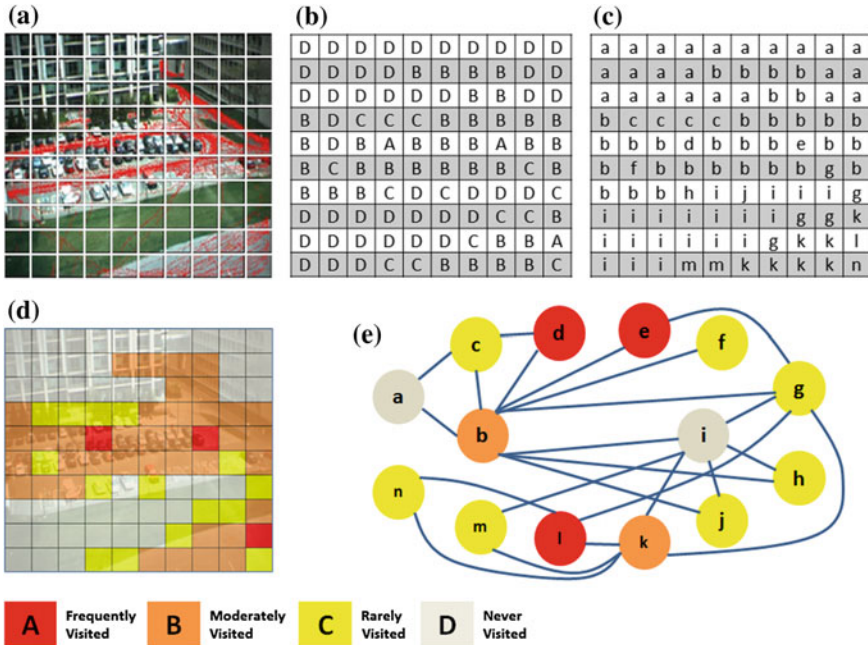 (a)
(b)
D D D D D D D D D D
D D D D B B B B D D
D D D D D D B B D D
B D C C C B B B B B
B D B A B B B A B B
B C B B B B B B C B
B B B C D C D D D C
D D D D D D D C C B
D D D D D D C B B A
D D D C C B B B B C
(c)
a a a a a a a a a a
a a a a b b b b a a
a a a a a a b b a a
b c c c c b b b b b
b b b d b b b e b b
b f b b b b b b g b
b b b h i j i i i g
i i i i i i i g g k
i i i i i i g k k l
i i i m m k k k k n
(d)
(e)
a
c
d
e
f
g
b
i
h
n
m
l
k
j
A Frequently
Visited
B Moderately
Visited
C Rarely
Visited
D Never
Visited